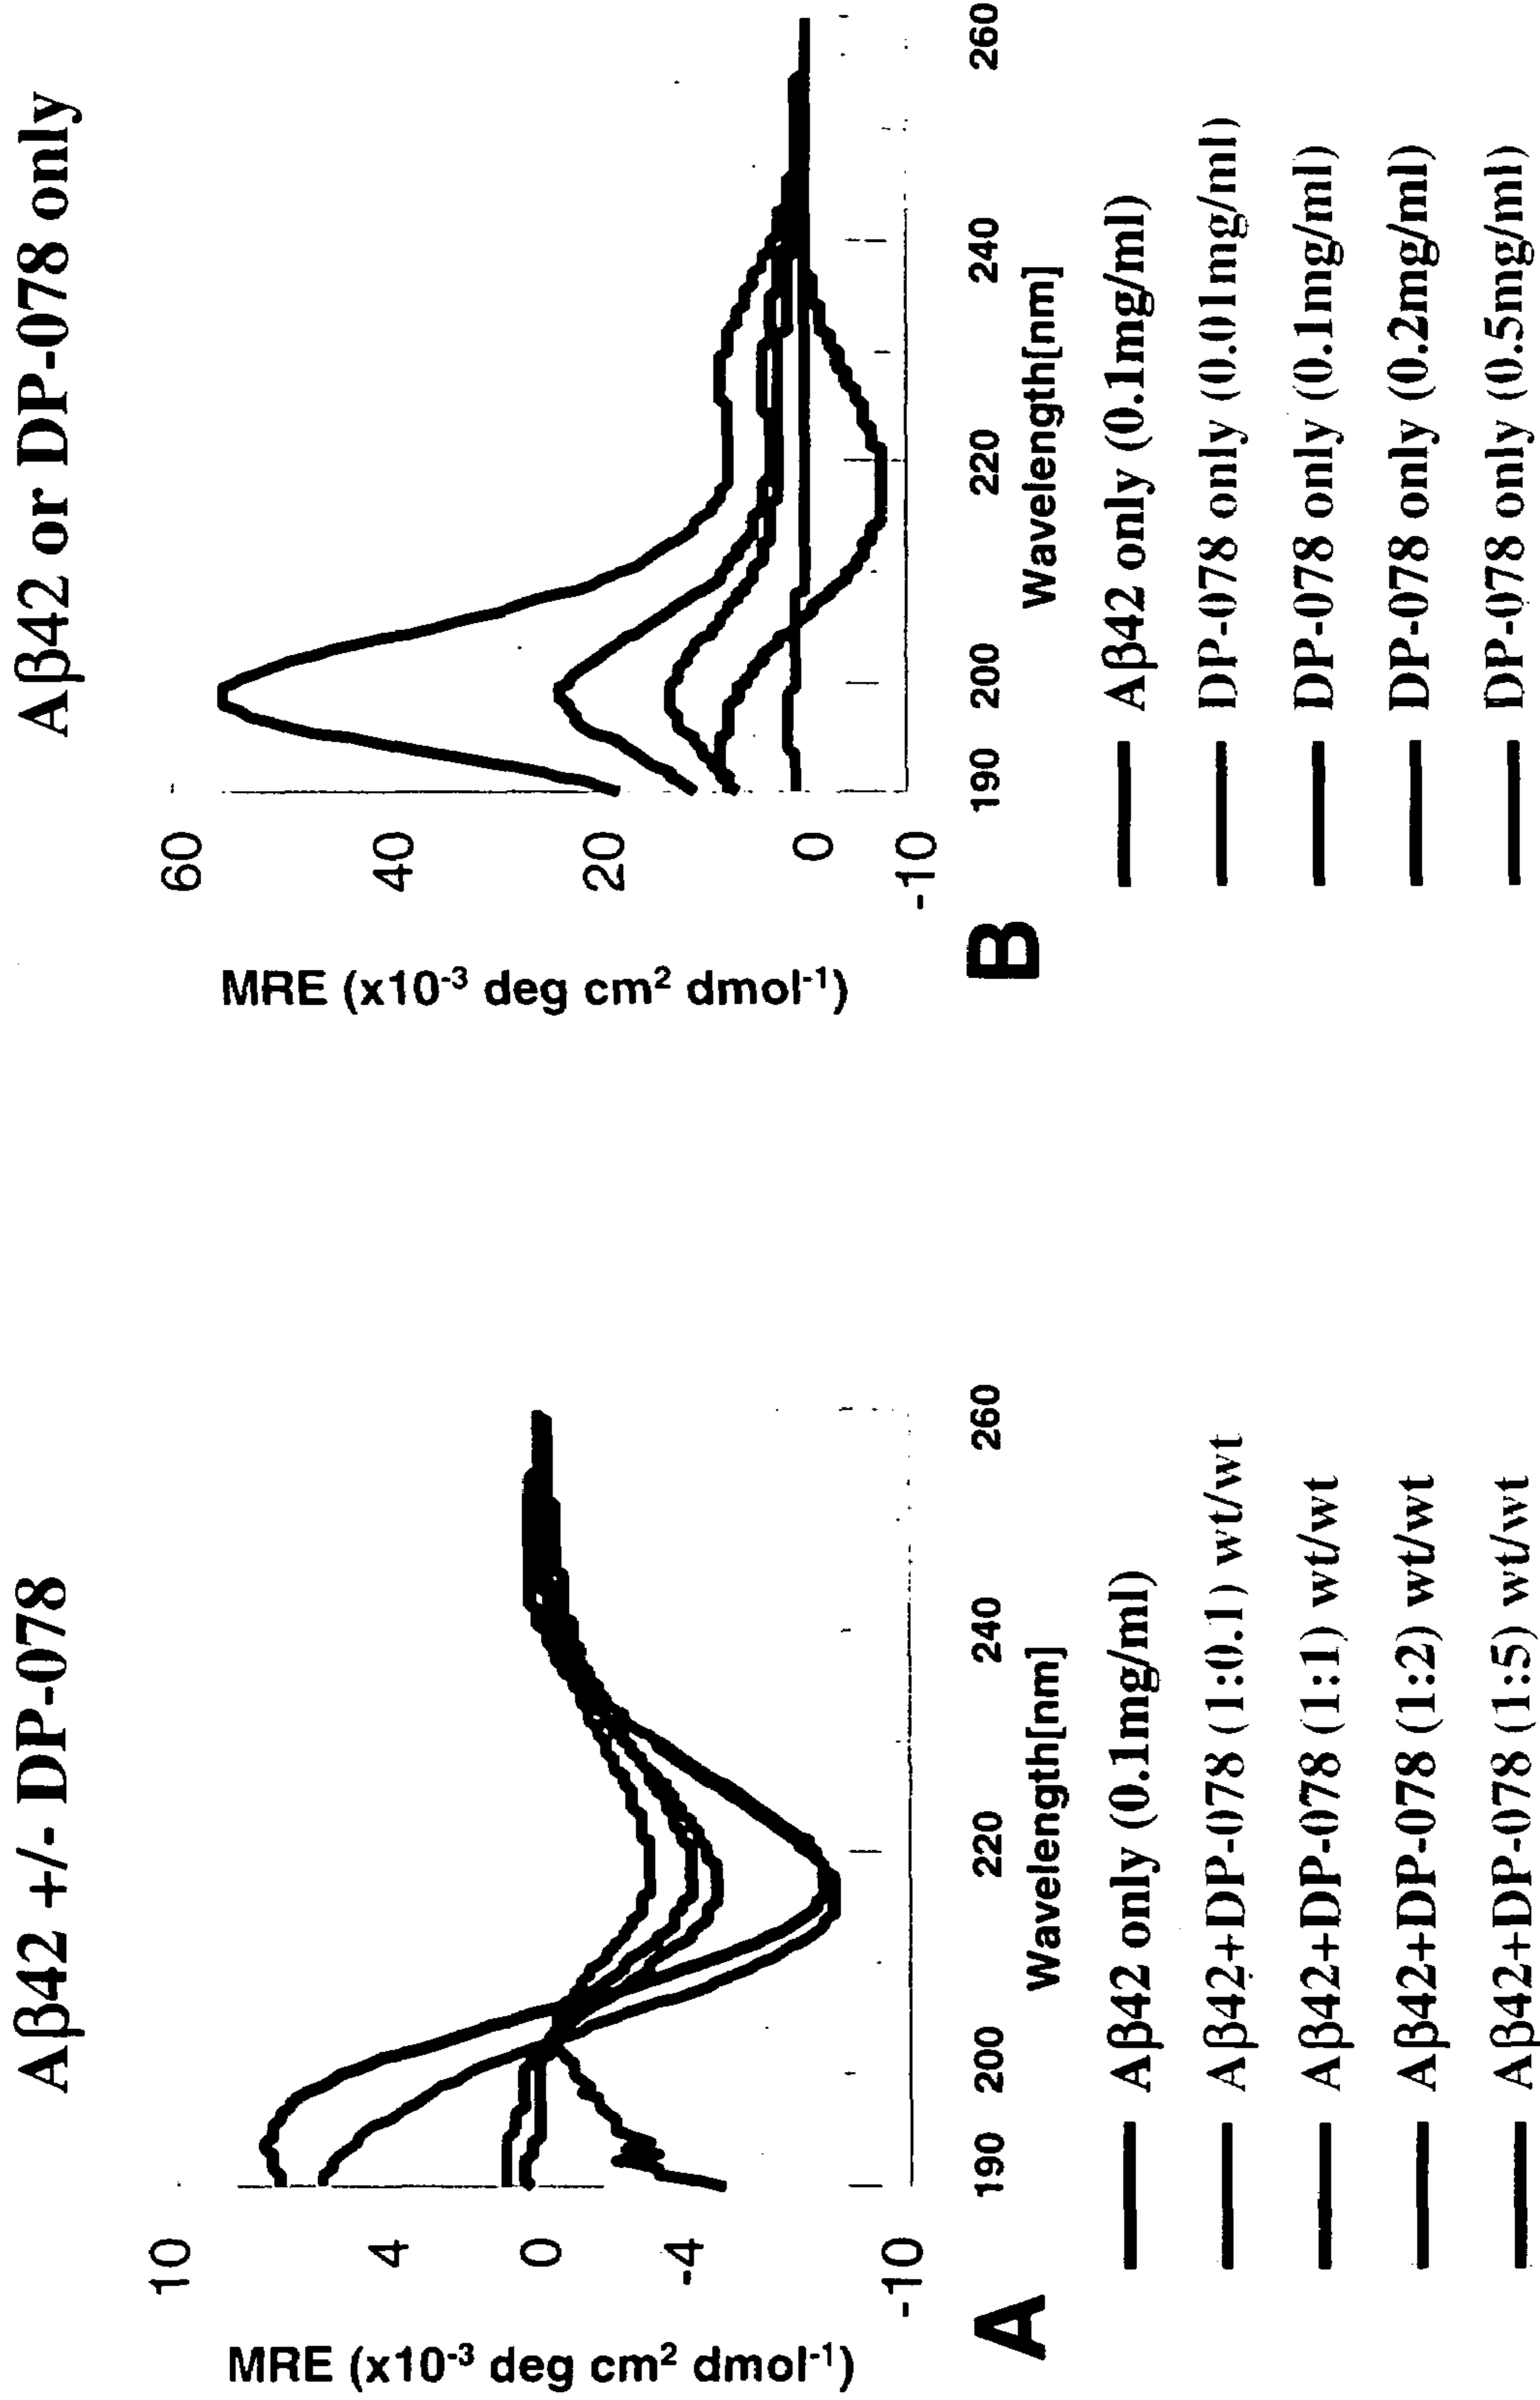 Aβ42 +/- DP-078
MRE (x10-3 deg cm2 dmol-1)
10
4
0
-4
-10
190
200
220
240
260
Wavelength[nm]
A
Aβ42 only (0.1mg/ml)
Aβ42+DP-078 (1:0.1) wt/wt
Aβ42+DP-078 (1:1) wt/wt
Aβ42+DP-078 (1:2) wt/wt
Aβ42+DP-078 (1:5) wt/wt
Aβ42 or DP-078 only
MRE (x10-3 deg cm2 dmol-1)
60
40
20
0
-10
190
200
220
240
260
Wavelength[nm]
B
Aβ42 only (0.1mg/ml)
DP-078 only (0.01mg/ml)
DP-078 only (0.1mg/ml)
DP-078 only (0.2mg/ml)
DP-078 only (0.5mg/ml)